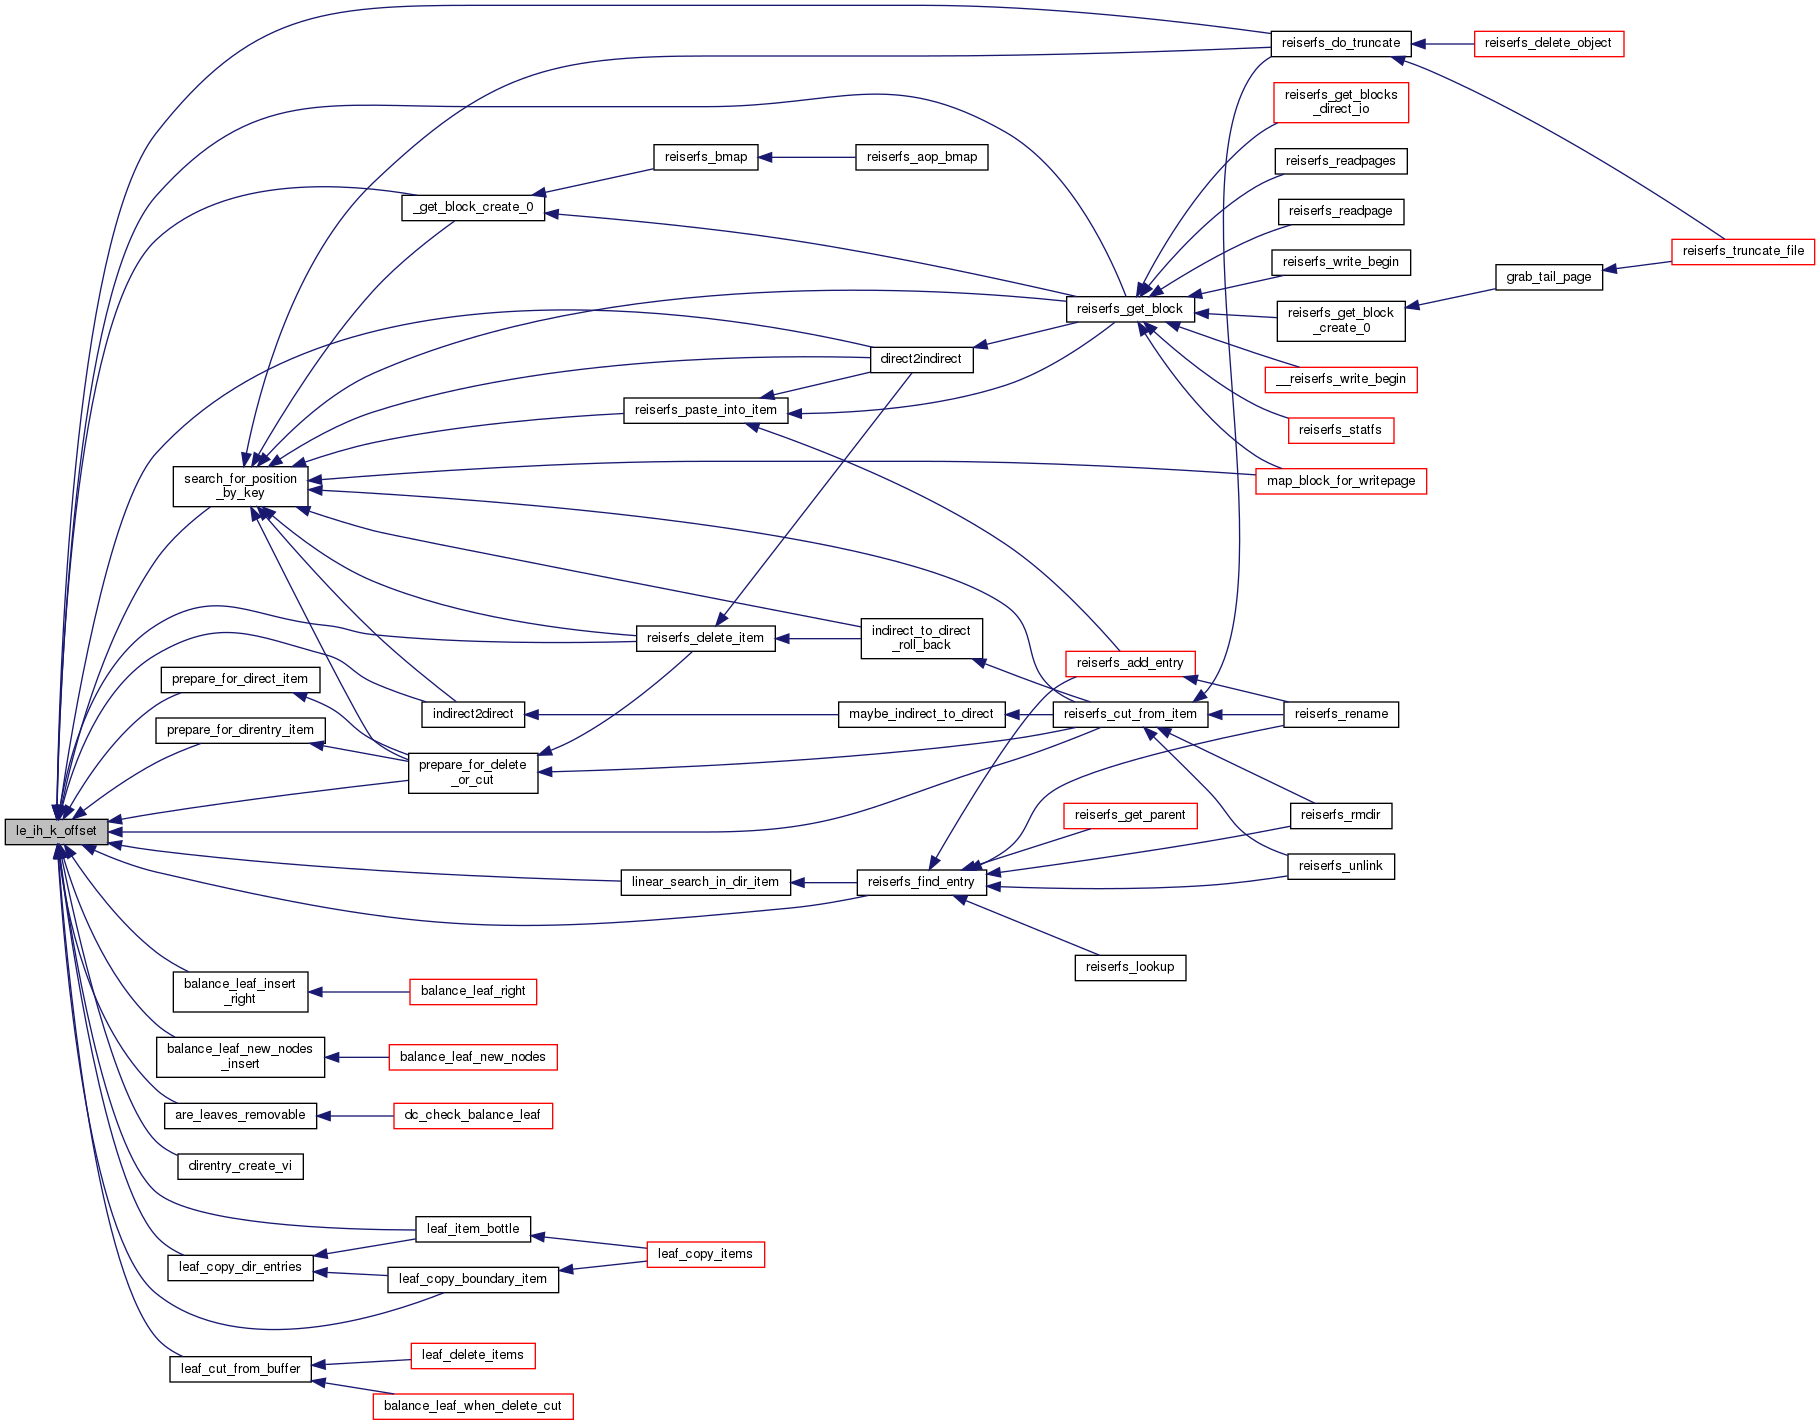 reiserfs_do_truncate
reiserfs_delete_object
reiserfs_get_blocks
_direct_io
reiserfs_bmap
reiserfs_aop_bmap
reiserfs_readpages
_get_block_create_0
reiserfs_readpage
reiserfs_write_begin
reiserfs_truncate_file
grab_tail_page
reiserfs_get_block
reiserfs_get_block
_create_0
direct2indirect
__reiserfs_write_begin
reiserfs_paste_into_item
reiserfs_statfs
search_for_position
_by_key
map_block_for_writepage
reiserfs_delete_item
indirect_to_direct
_roll_back
reiserfs_add_entry
prepare_for_direct_item
indirect2direct
maybe_indirect_to_direct
reiserfs_cut_from_item
reiserfs_rename
prepare_for_direntry_item
prepare_for_delete
_or_cut
reiserfs_get_parent
reiserfs_rmdir
le_ih_k_offset
reiserfs_unlink
linear_search_in_dir_item
reiserfs_find_entry
reiserfs_lookup
balance_leaf_insert
_right
balance_leaf_right
balance_leaf_new_nodes
_insert
balance_leaf_new_nodes
are_leaves_removable
dc_check_balance_leaf
direntry_create_vi
leaf_item_bottle
leaf_copy_items
leaf_copy_dir_entries
leaf_copy_boundary_item
leaf_cut_from_buffer
leaf_delete_items
balance_leaf_when_delete_cut